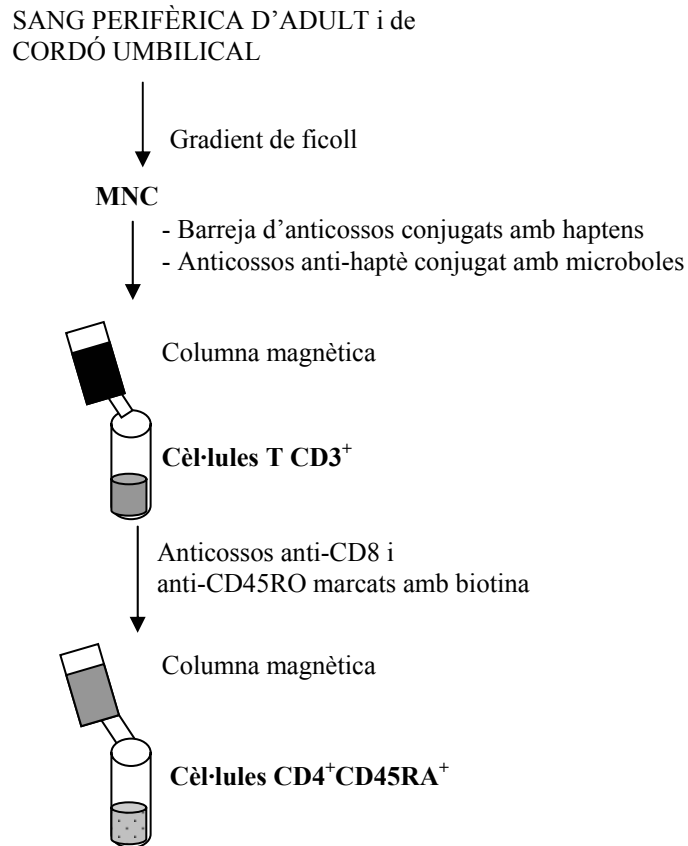 SANG PERIFÈRICA D’ADULT i de
CORDÓ UMBILICAL
Gradient de ficoll
MNC
- Barreja d’anticossos conjugats amb haptens
- Anticossos anti-haptè conjugat amb microboles
Columna magnètica
Cèl·lules T CD3⁺
Anticossos anti-CD8 i
anti-CD45RO marcats amb biotina
Columna magnètica
Cèl·lules CD4⁺CD45RA⁺